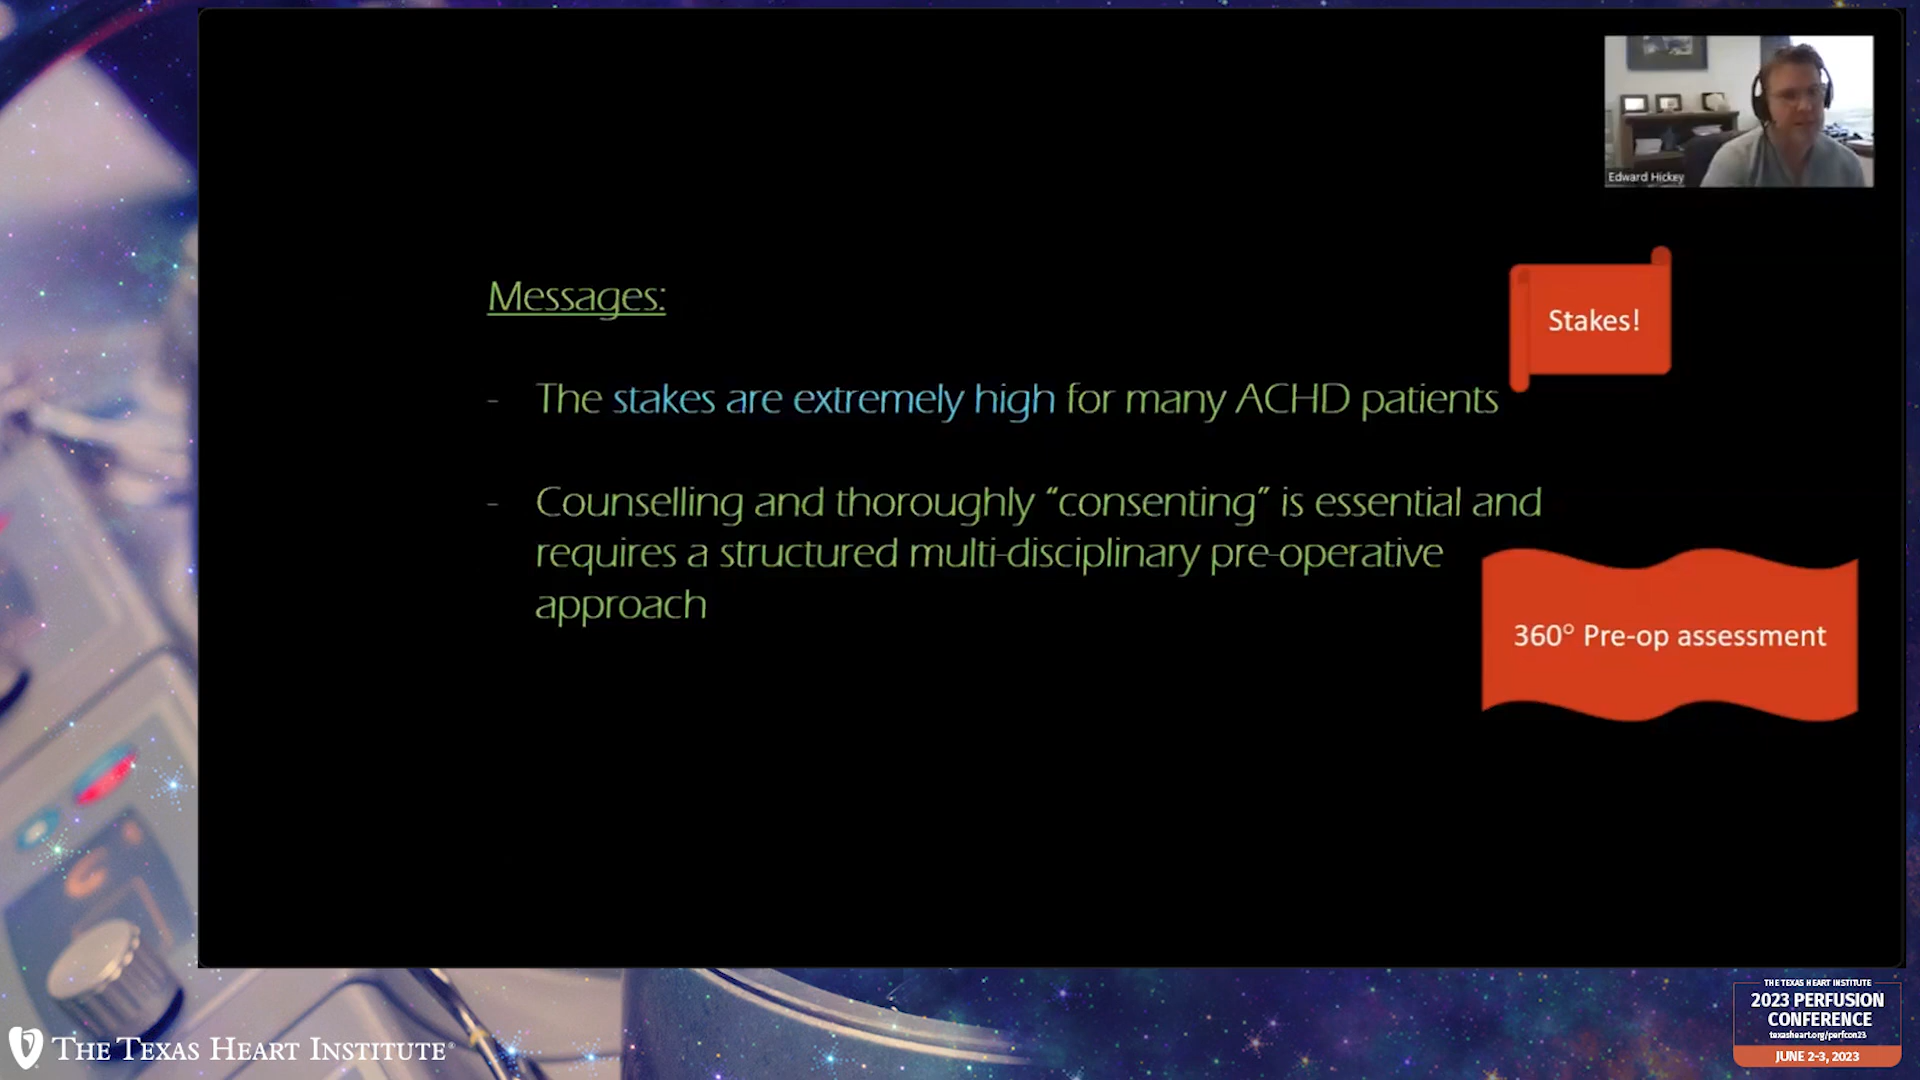 Edward Hickey
Messages:
Stakes!
- The stakes are extremely high for many ACHD patients
- Counselling and thoroughly “consenting” is essential and
requires a structured multi-disciplinary pre-operative
approach
360° Pre-op assessment
THE TEXAS HEART INSTITUTE®
THE TEXAS HEART INSTITUTE
2023 PERFUSION
CONFERENCE
texasheart.org/perfcon23
JUNE 2-3, 2023